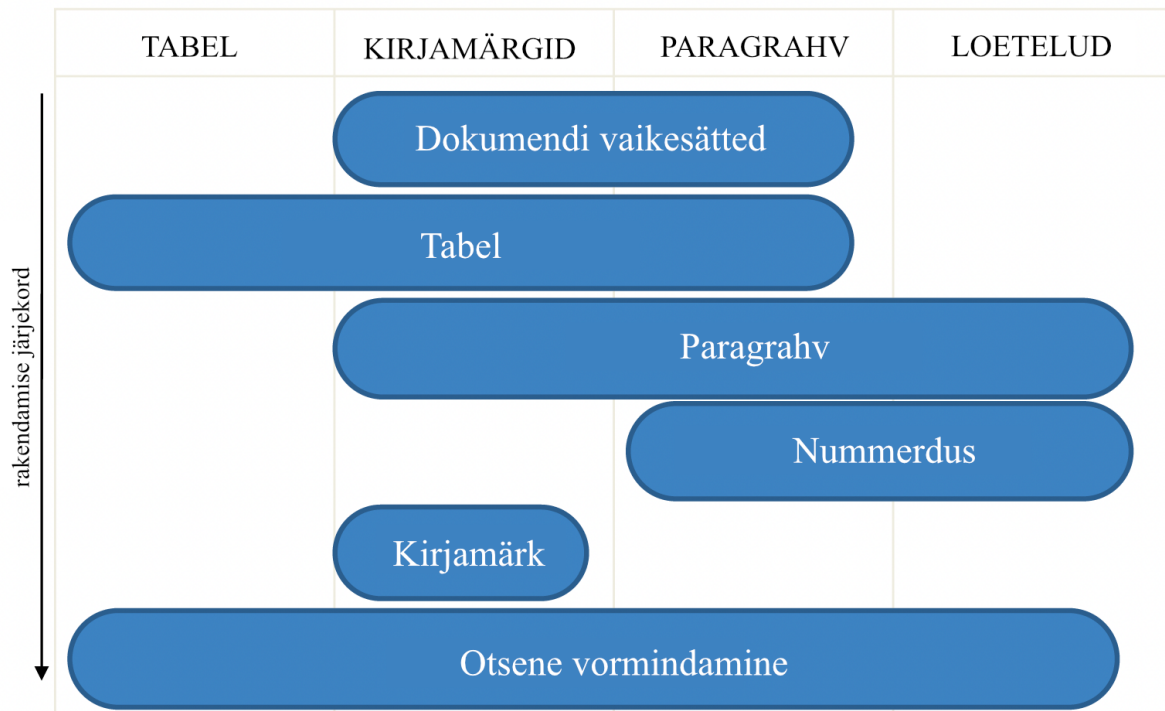 TABEL KIRJAMÄRGID PARAGRAHV LOETELUD
rakendamise järjekord
Dokumendi vaikesätted
Tabel
Paragrahv
Nummerdus
Kirjamärk
Otsene vormindamine